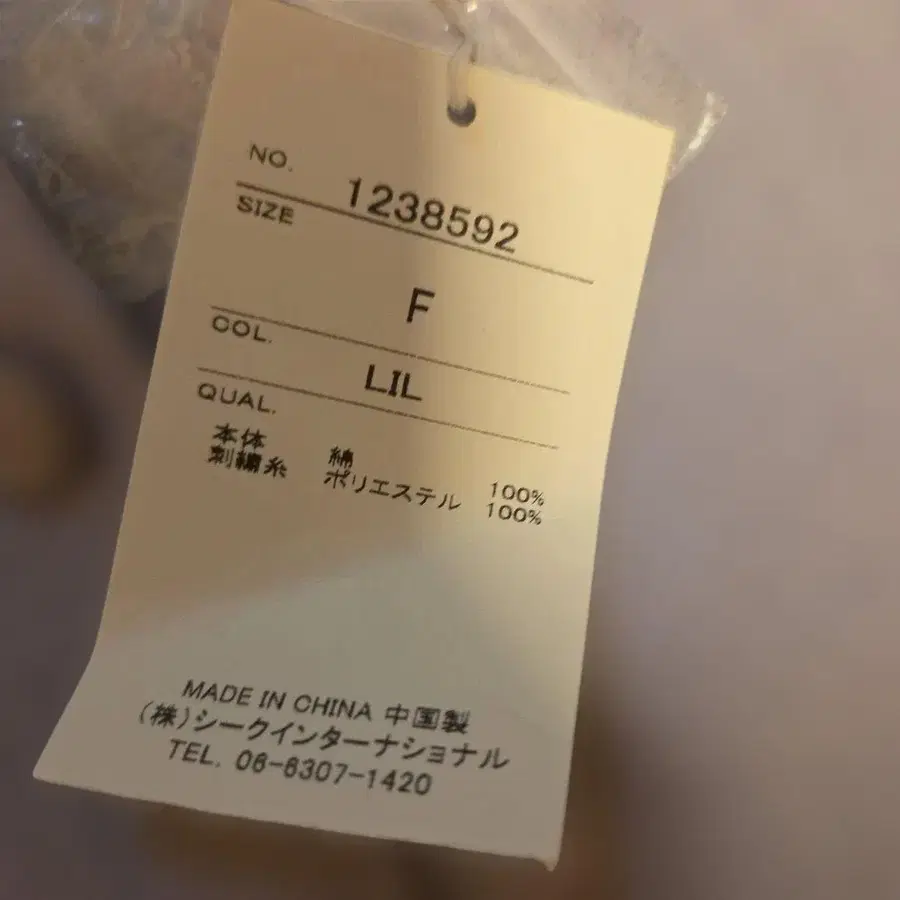 NO.
1238592
SIZE
F
COL.
LIL
QUAL.
本体 綿 100%
刺繍糸 ポリエステル 100%
MADE IN CHINA 中国製
(株)シークインターナショナル
TEL. 06-6307-1420